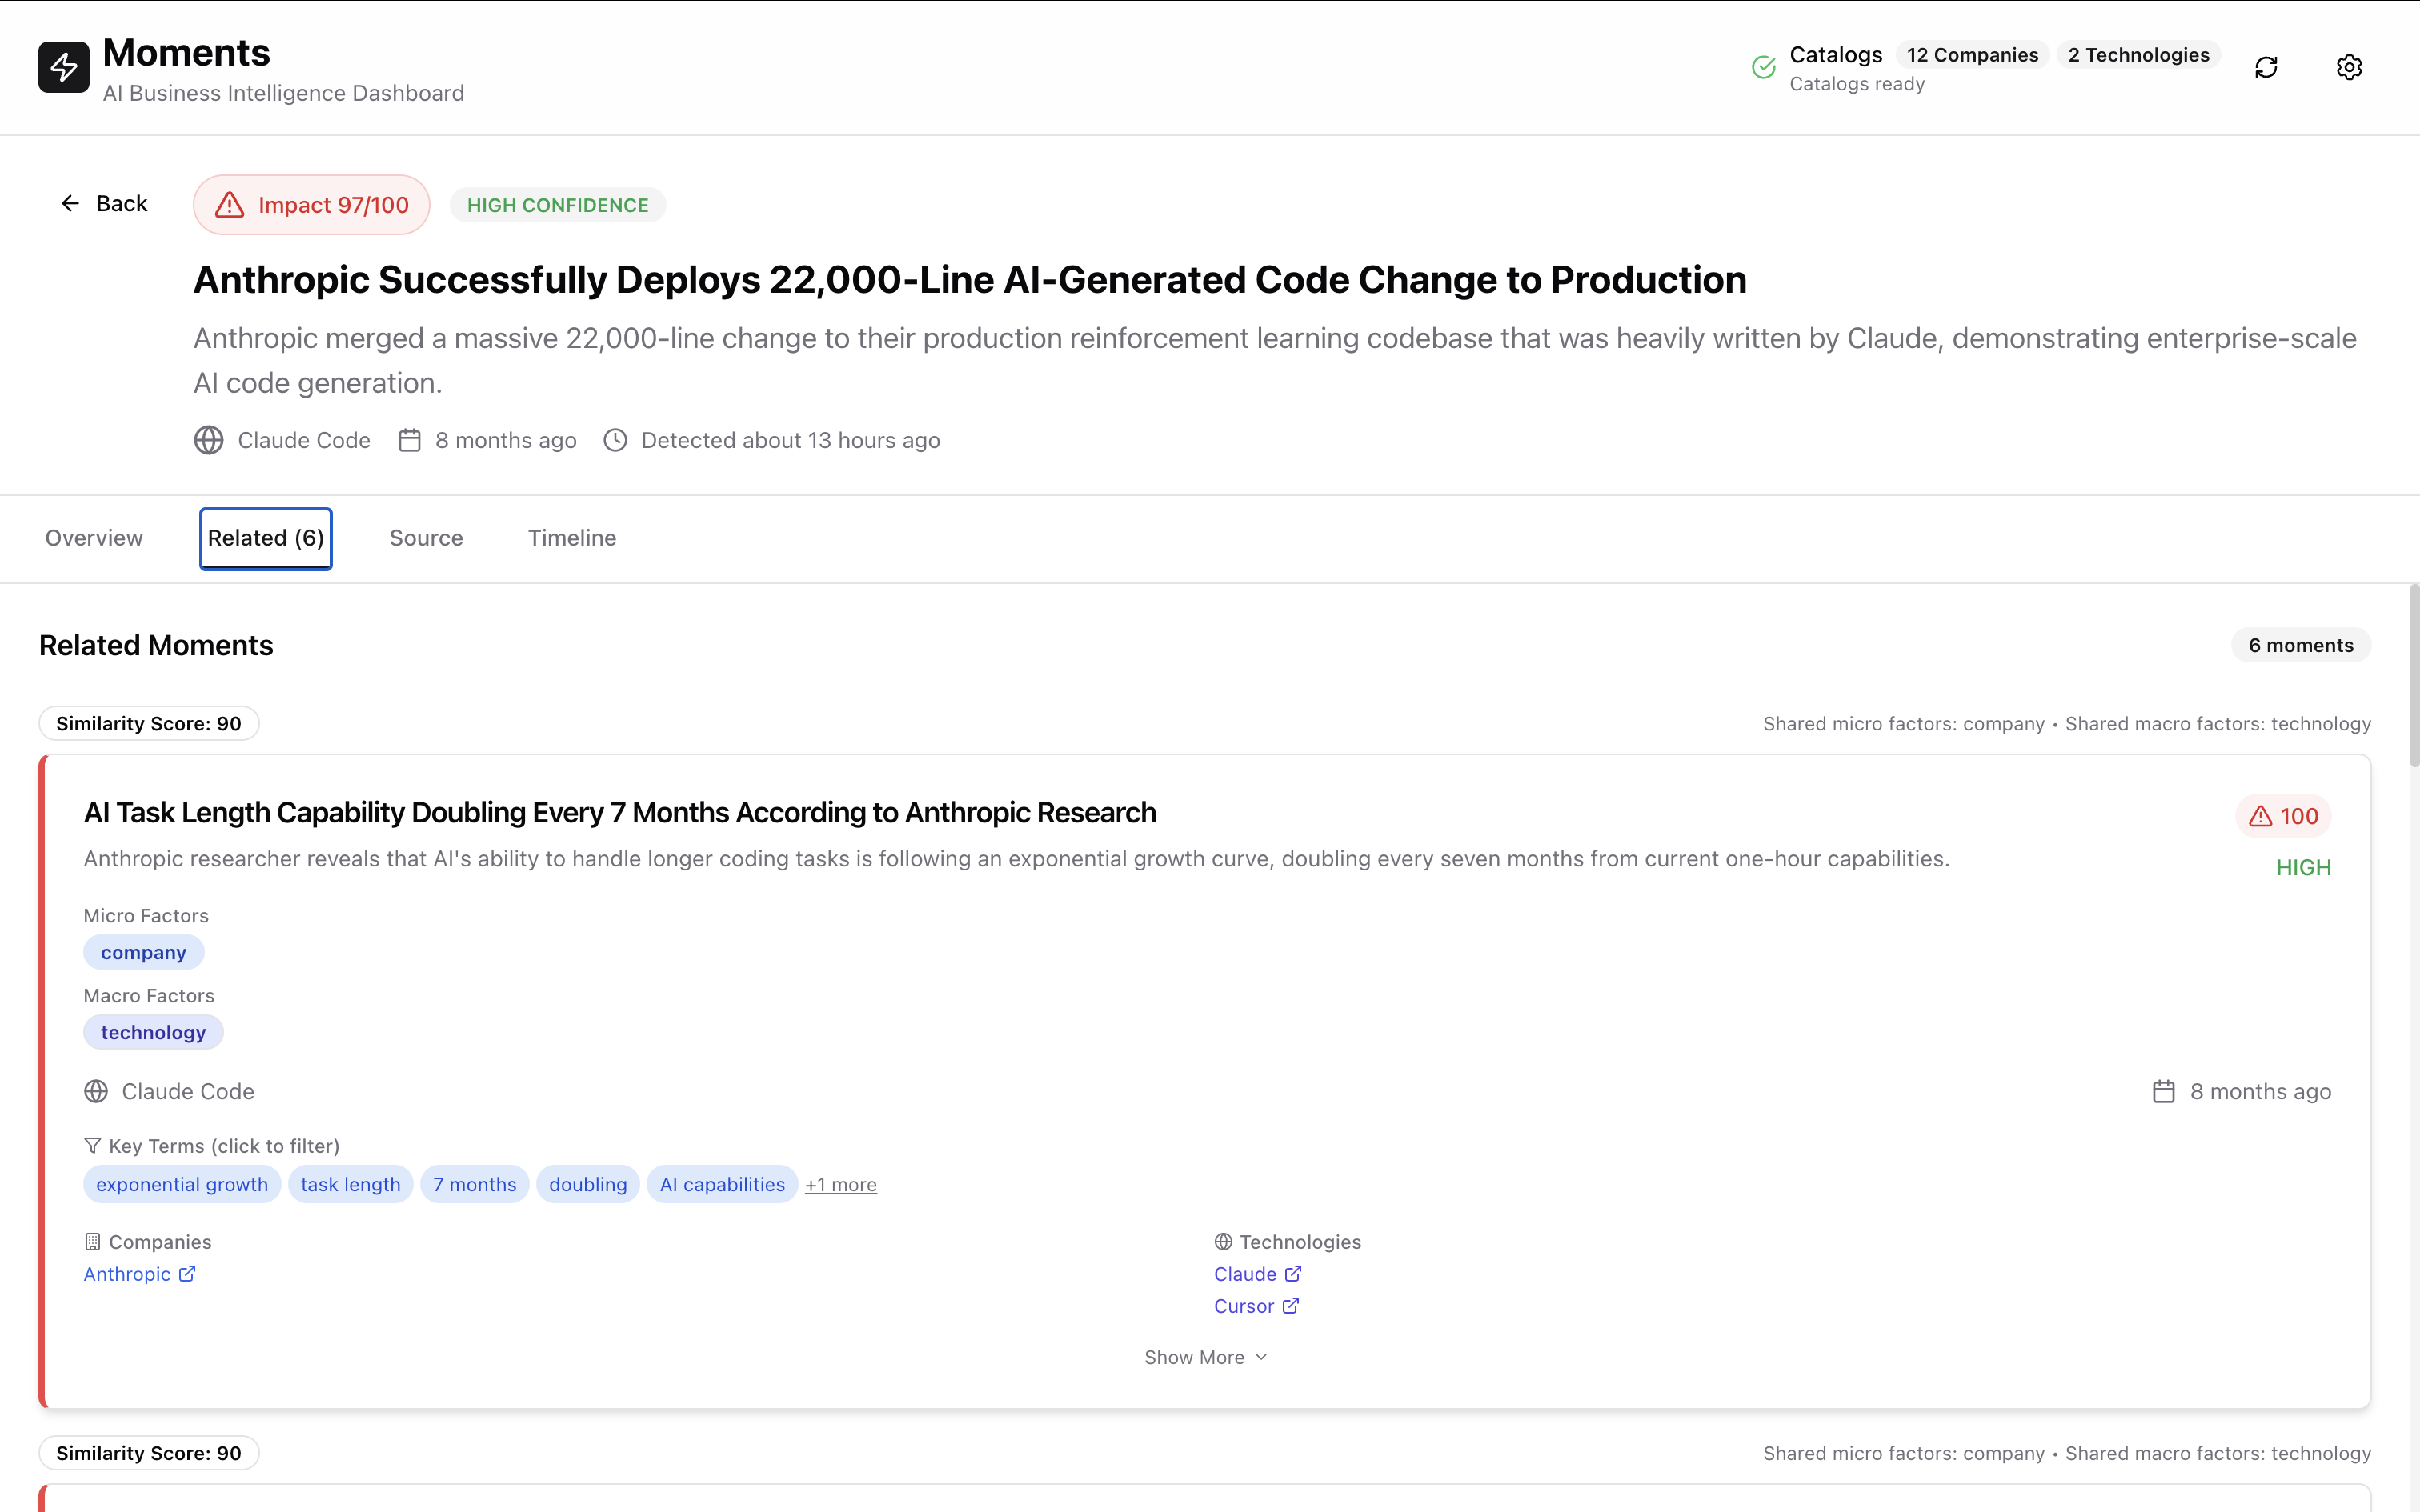 Moments
AI Business Intelligence Dashboard
Catalogs 12 Companies 2 Technologies
Catalogs ready
Back
Impact 97/100
HIGH CONFIDENCE
Anthropic Successfully Deploys 22,000-Line AI-Generated Code Change to Production
Anthropic merged a massive 22,000-line change to their production reinforcement learning codebase that was heavily written by Claude, demonstrating enterprise-scale
AI code generation.
Claude Code 8 months ago Detected about 13 hours ago
Overview Related (6) Source Timeline
Related Moments
6 moments
Similarity Score: 90
Shared micro factors: company • Shared macro factors: technology
AI Task Length Capability Doubling Every 7 Months According to Anthropic Research
100
Anthropic researcher reveals that AI's ability to handle longer coding tasks is following an exponential growth curve, doubling every seven months from current one-hour capabilities.
HIGH
Micro Factors
company
Macro Factors
technology
Claude Code
8 months ago
Key Terms (click to filter)
exponential growth task length 7 months doubling AI capabilities +1 more
Companies
Anthropic
Technologies
Claude
Cursor
Show More
Similarity Score: 90
Shared micro factors: company • Shared macro factors: technology